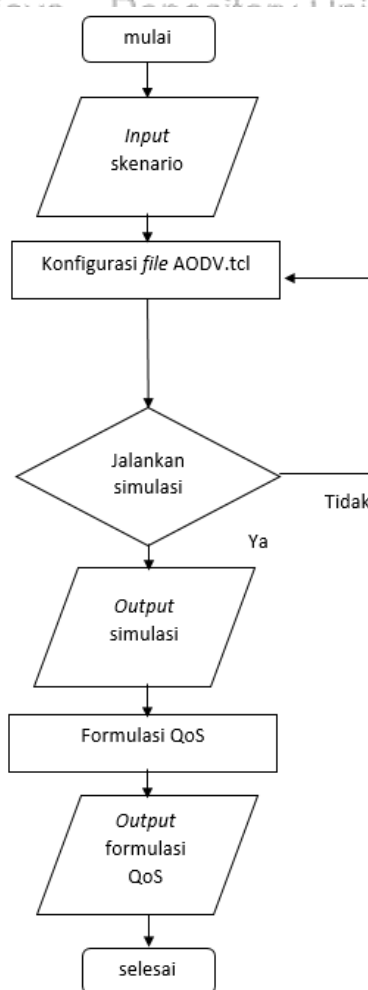 mulai
Input
skenario
Konfigurasi file AODV.tcl
Jalankan
simulasi
Tidak
Ya
Output
simulasi
Formulasi QoS
Output
formulasi
QoS
selesai